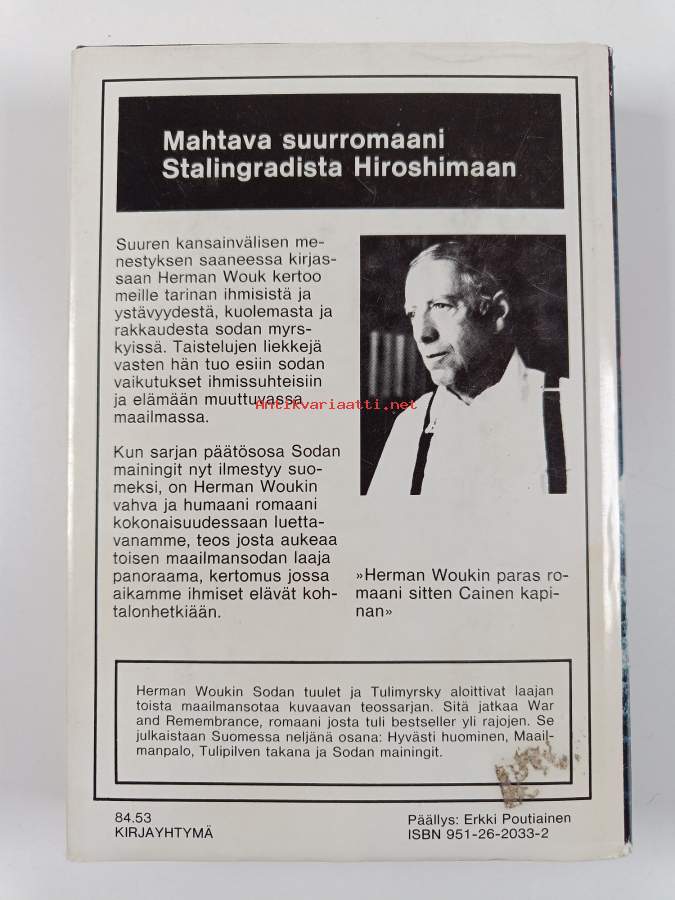 Mahtava suurromaani
Stalingradista Hiroshimaan
Suuren kansainvälisen me-
nestyksen saaneessa kirjas-
saan Herman Wouk kertoo
meille tarinan ihmisistä ja
ystävyydestä, kuolemasta ja
rakkaudesta sodan myrs-
kyissä. Taistelujen liekkejä
vasten hän tuo esiin sodan
vaikutukset ihmissuhteisiin
ja elämään muuttuvassa
maailmassa.
Antikvariaatti.net
Kun sarjan päätösosa Sodan
mainingit nyt ilmestyy suo-
meksi, on Herman Woukin
vahva ja humaani romaani
kokonaisuudessaan luetta-
vanamme, teos josta aukeaa
toisen maailmansodan laaja
panoraama, kertomus jossa
aikamme ihmiset elävät koh-
talonhetkiään.
»Herman Woukin paras ro-
maani sitten Cainen kapi-
nan»
Herman Woukin Sodan tuulet ja Tulimyrsky aloittivat laajan
toista maailmansotaa kuvaavan teossarjan. Sitä jatkaa War
and Remembrance, romaani josta tuli bestseller yli rajojen. Se
julkaistaan Suomessa neljänä osana: Hyvästi huominen, Maail-
manpalo, Tulipilven takana ja Sodan mainingit.
84.53
KIRJAYHTYMÄ
Päällys: Erkki Poutiainen
ISBN 951-26-2033-2